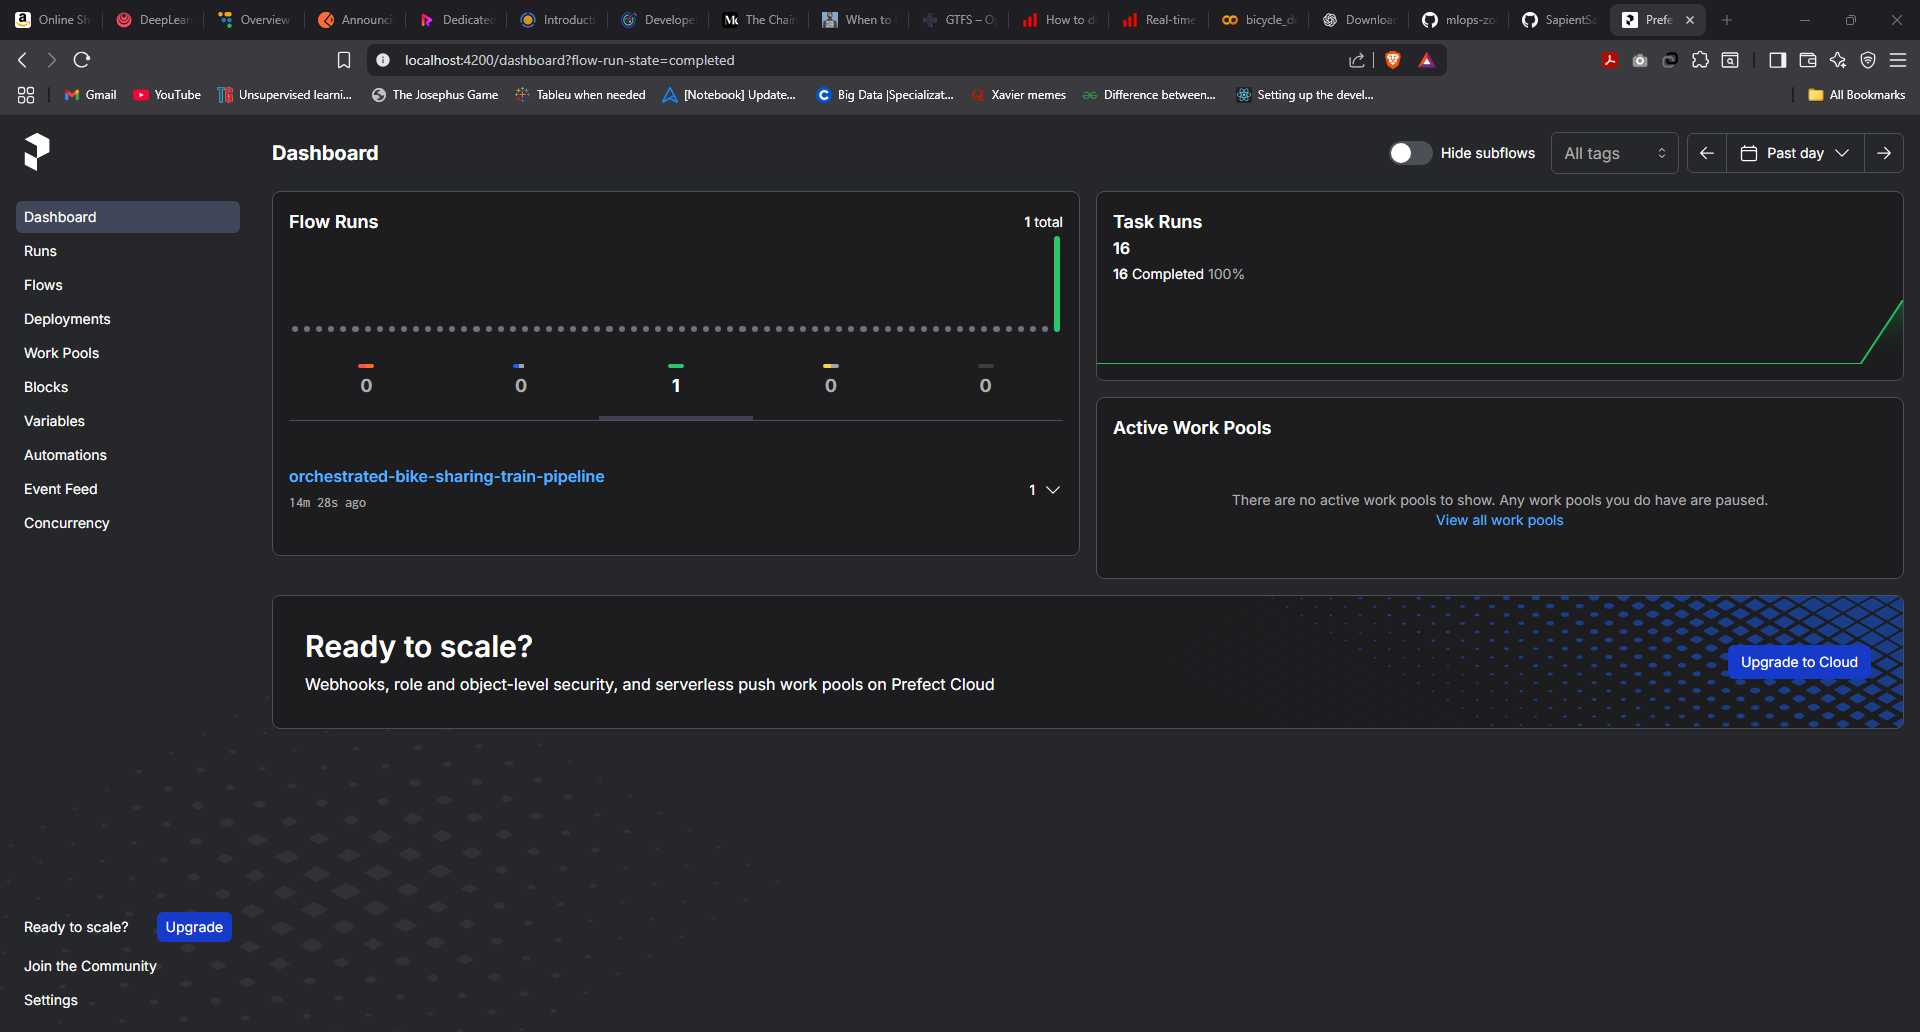 Online Sh
DeepLear
Overview
Announc
Dedicated
Introducti
Develope
The Chain
When to
GTFS – O
How to d
Real-time
bicycle_d
Downloac
mlops-zo
SapientSa
Prefe
localhost:4200/dashboard?flow-run-state=completed
Gmail
YouTube
Unsupervised learni...
The Josephus Game
Tableu when needed
[Notebook] Update...
Big Data |Specializat...
Xavier memes
Difference between...
Setting up the devel...
All Bookmarks
Dashboard
Hide subflows
All tags
Past day
Dashboard
Runs
Flows
Deployments
Work Pools
Blocks
Variables
Automations
Event Feed
Concurrency
Flow Runs
1 total
0 0 1 0 0
orchestrated-bike-sharing-train-pipeline
14m 28s ago
1
Task Runs
16
16 Completed 100%
Active Work Pools
There are no active work pools to show. Any work pools you do have are paused.
View all work pools
Ready to scale?
Webhooks, role and object-level security, and serverless push work pools on Prefect Cloud
Upgrade to Cloud
Ready to scale?
Upgrade
Join the Community
Settings